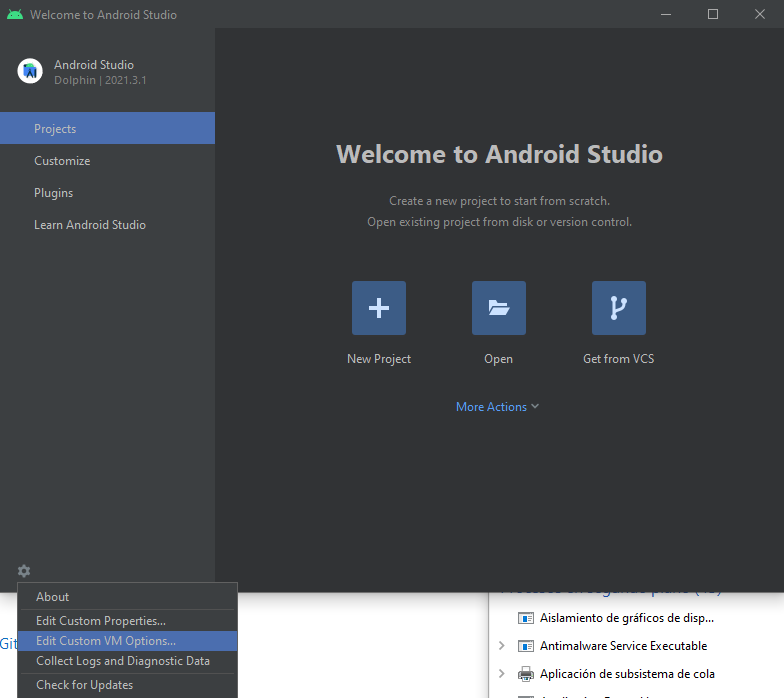 Welcome to Android Studio
Android Studio
Dolphin | 2021.3.1
Projects
Customize
Plugins
Learn Android Studio
Welcome to Android Studio
Create a new project to start from scratch.
Open existing project from disk or version control.
New Project
Open
Get from VCS
More Actions
About
Edit Custom Properties...
Edit Custom VM Options...
Collect Logs and Diagnostic Data
Check for Updates
Git
Aislamiento de gráficos de disp...
Antimalware Service Executable
Aplicación de subsistema de cola